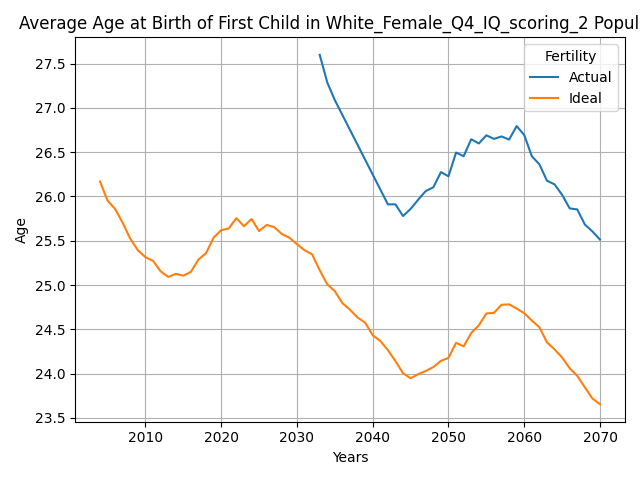 Average Age at Birth of First Child in White_Female_Q4_IQ_scoring_2 Popul
Fertility
Actual
Ideal
27.5
27.0
26.5
26.0
25.5
25.0
24.5
24.0
23.5
Age
2010 2020 2030 2040 2050 2060 2070
Years